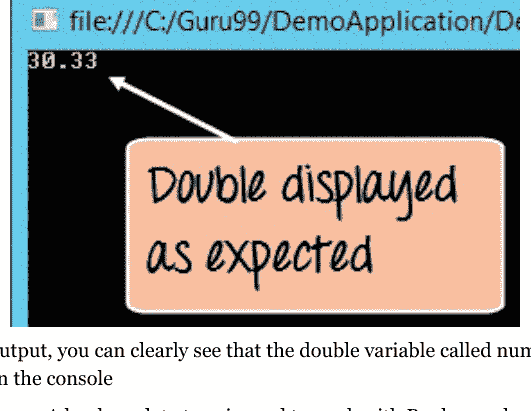 file:///C:/Guru99/DemoApplication/De
30.33
Double displayed
as expected
utput, you can clearly see that the double variable called num
n the console